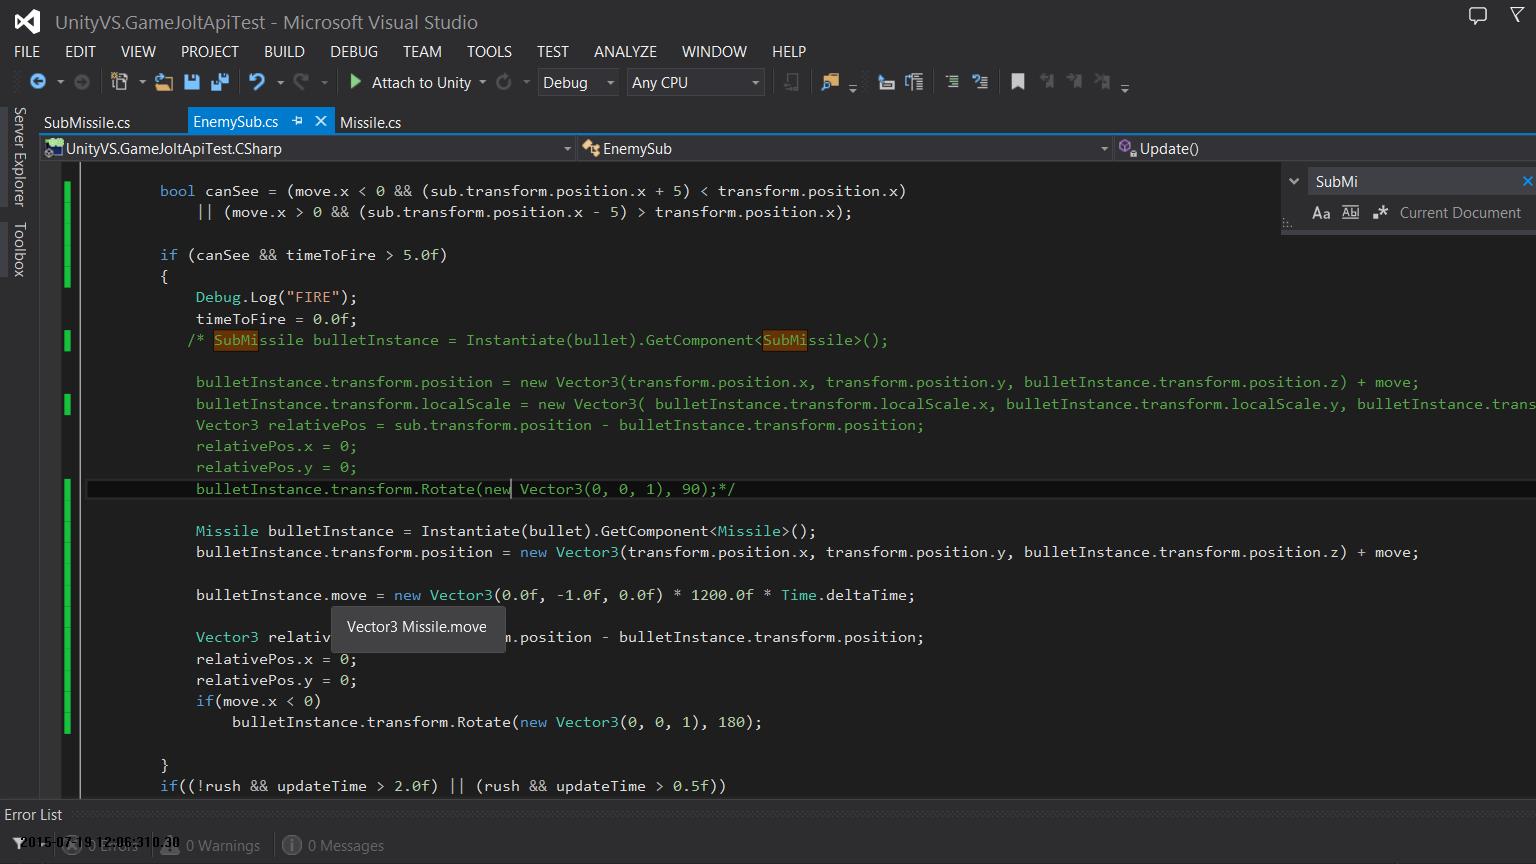 UnityVS.GameJoltApiTest - Microsoft Visual Studio
FILE EDIT VIEW PROJECT BUILD DEBUG TEAM TOOLS TEST ANALYZE WINDOW HELP
Attach to Unity Debug Any CPU
Server Explorer
Toolbox
SubMissile.cs EnemySub.cs Missile.cs
UnityVS.GameJoltApiTest.CSharp EnemySub Update()
SubMi
Aa Abl Current Document
bool canSee = (move.x < 0 && (sub.transform.position.x + 5) < transform.position.x)
|| (move.x > 0 && (sub.transform.position.x - 5) > transform.position.x);
if (canSee && timeToFire > 5.0f)
{
Debug.Log("FIRE");
timeToFire = 0.0f;
/* SubMissile bulletInstance = Instantiate(bullet).GetComponent<SubMissile>();
bulletInstance.transform.position = new Vector3(transform.position.x, transform.position.y, bulletInstance.transform.position.z) + move;
bulletInstance.transform.localScale = new Vector3( bulletInstance.transform.localScale.x, bulletInstance.transform.localScale.y, bulletInstance.trans
Vector3 relativePos = sub.transform.position - bulletInstance.transform.position;
relativePos.x = 0;
relativePos.y = 0;
bulletInstance.transform.Rotate(new Vector3(0, 0, 1), 90);*/
Missile bulletInstance = Instantiate(bullet).GetComponent<Missile>();
bulletInstance.transform.position = new Vector3(transform.position.x, transform.position.y, bulletInstance.transform.position.z) + move;
bulletInstance.move = new Vector3(0.0f, -1.0f, 0.0f) * 1200.0f * Time.deltaTime;
Vector3 Missile.move
Vector3 relativ m.position - bulletInstance.transform.position;
relativePos.x = 0;
relativePos.y = 0;
if(move.x < 0)
bulletInstance.transform.Rotate(new Vector3(0, 0, 1), 180);
}
if((!rush && updateTime > 2.0f) || (rush && updateTime > 0.5f))
Error List
0 Errors 0 Warnings 0 Messages